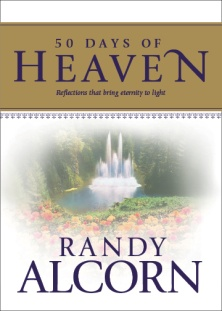 50 DAYS OF
HEAVEN
Reflections that bring eternity to light
RANDY
ALCORN